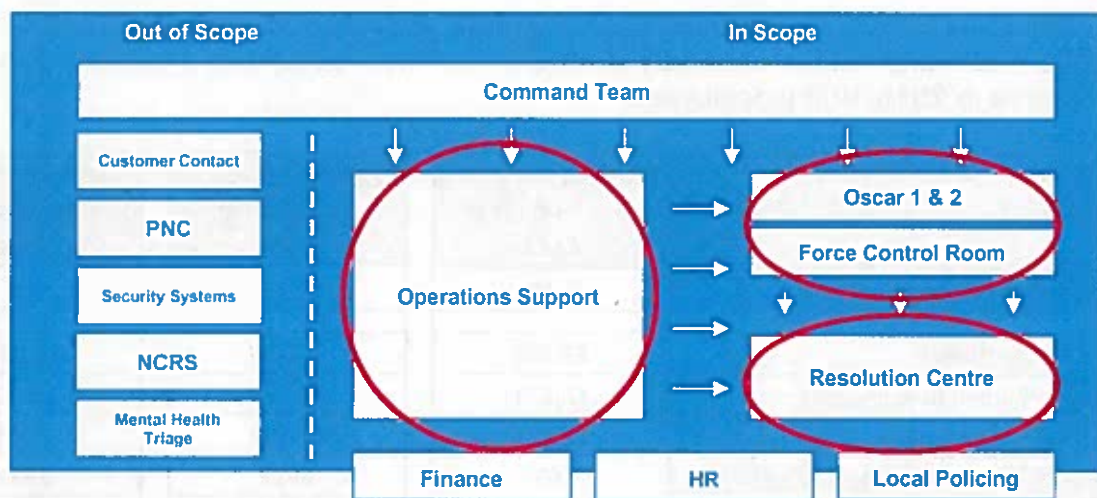 Out of Scope
In Scope
Command Team
Customer Contact
PNC
Security Systems
NCRS
Mental Health
Triage
Operations Support
Oscar 1 & 2
Force Control Room
Resolution Centre
Finance
HR
Local Policing